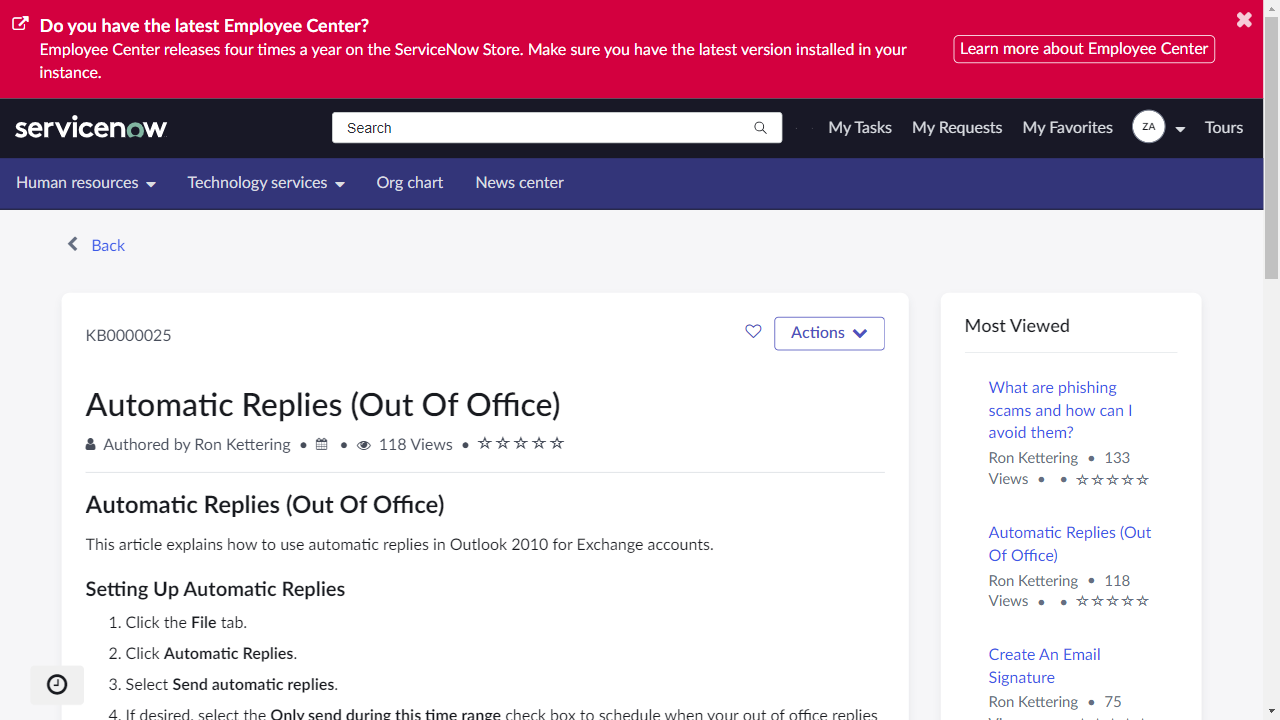 Do you have the latest Employee Center?
Employee Center releases four times a year on the ServiceNow Store. Make sure you have the latest version installed in your
instance.
Learn more about Employee Center
servicenow
Search
My Tasks
My Requests
My Favorites
ZA
Tours
Human resources
Technology services
Org chart
News center
Back
KB0000025
Actions
Automatic Replies (Out Of Office)
Authored by Ron Kettering • • 118 Views •
Automatic Replies (Out Of Office)
This article explains how to use automatic replies in Outlook 2010 for Exchange accounts.
Setting Up Automatic Replies
1. Click the File tab.
2. Click Automatic Replies.
3. Select Send automatic replies.
4. If desired, select the Only send during this time range check box to schedule when your out of office replies
Most Viewed
What are phishing
scams and how can I
avoid them?
Ron Kettering • 133
Views • •
Automatic Replies (Out
Of Office)
Ron Kettering • 118
Views • •
Create An Email
Signature
Ron Kettering • 75